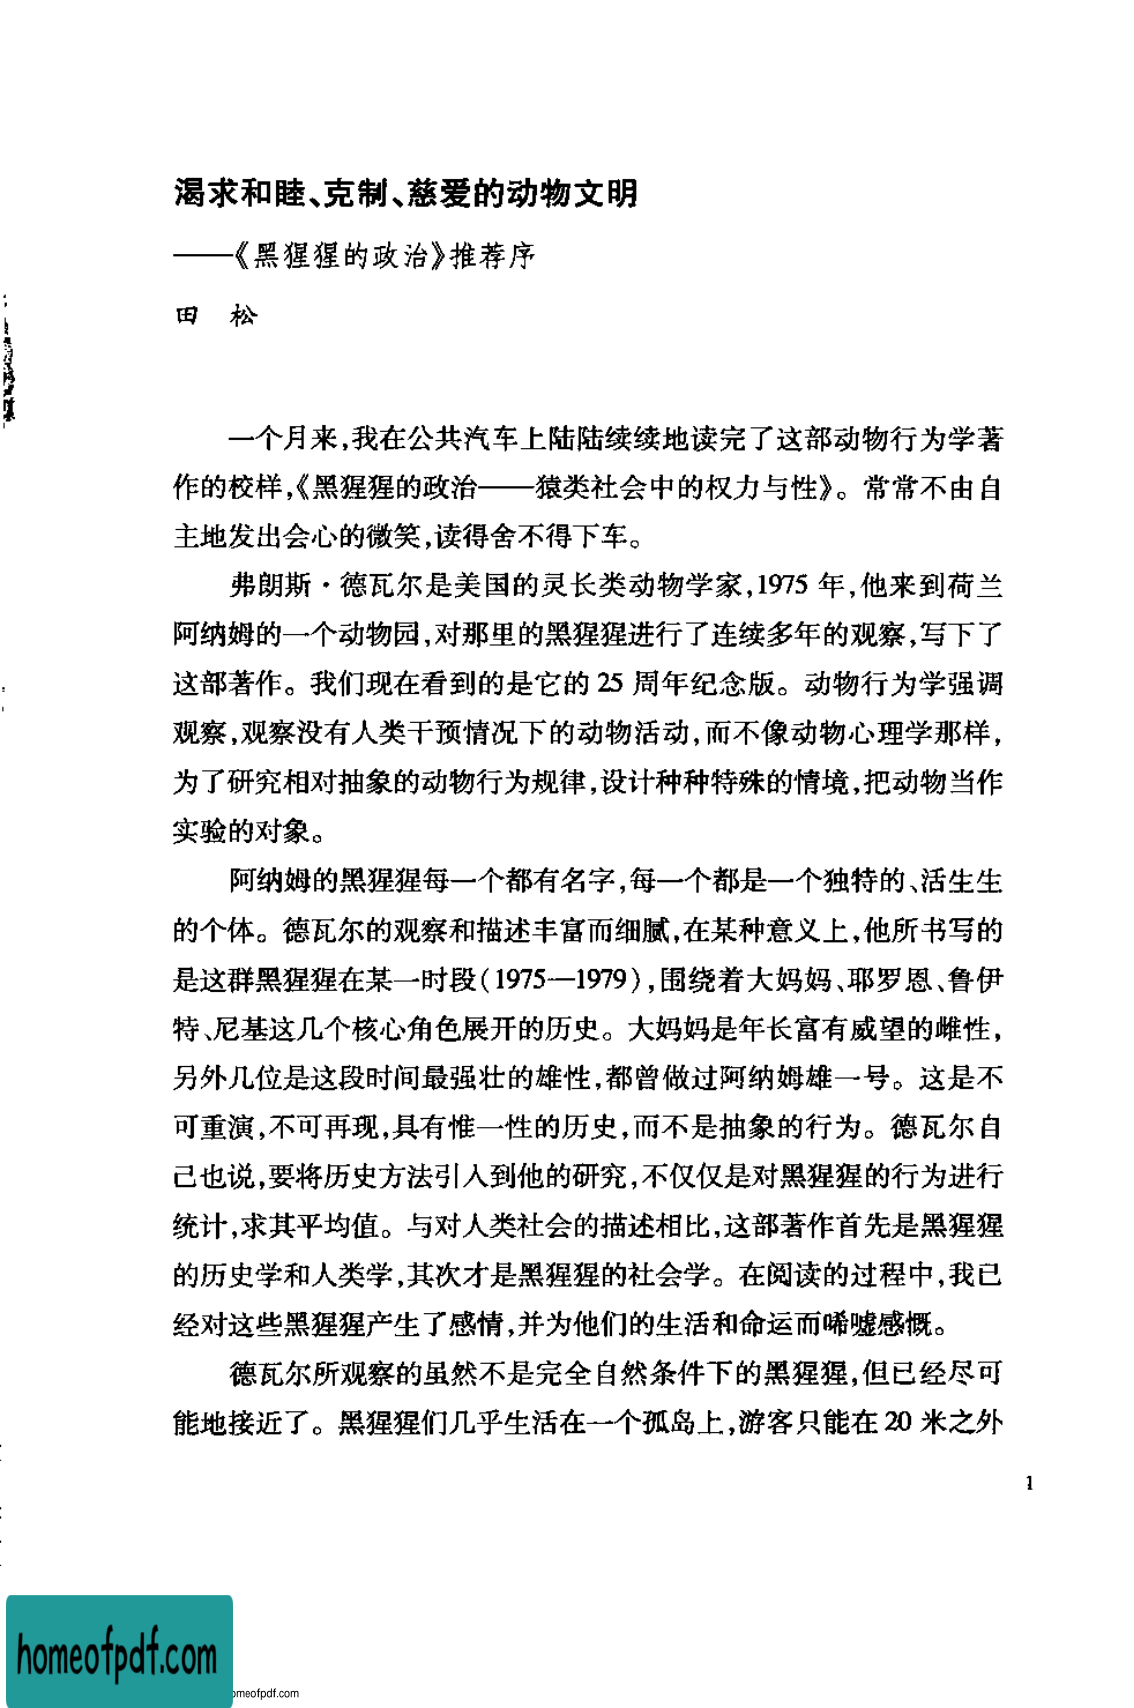 渴求和睦、克制、慈爱的动物文明
——《黑猩猩的政治》推荐序
田 松
一个月来,我在公共汽车上陆陆续续地读完了这部动物行为学著
作的校样,《黑猩猩的政治——猿类社会中的权力与性》。常常不由自
主地发出会心的微笑,读得舍不得下车。
弗朗斯·德瓦尔是美国的灵长类动物学家,1975 年,他来到荷兰
阿纳姆的一个动物园,对那里的黑猩猩进行了连续多年的观察,写下了
这部著作。我们现在看到的是它的 25 周年纪念版。动物行为学强调
观察,观察没有人类干预情况下的动物活动,而不像动物心理学那样,
为了研究相对抽象的动物行为规律,设计种种特殊的情境,把动物当作
实验的对象。
阿纳姆的黑猩猩每一个都有名字,每一个都是一个独特的、活生生
的个体。德瓦尔的观察和描述丰富而细腻,在某种意义上,他所书写的
是这群黑猩猩在某一时段(1975—1979),围绕着大妈妈、耶罗恩、鲁伊
特、尼基这几个核心角色展开的历史。大妈妈是年长富有威望的雌性,
另外几位是这段时间最强壮的雄性,都曾做过阿纳姆雄一号。这是不
可重演,不可再现,具有惟一性的历史,而不是抽象的行为。德瓦尔自
己也说,要将历史方法引入到他的研究,不仅仅是对黑猩猩的行为进行
统计,求其平均值。与对人类社会的描述相比,这部著作首先是黑猩猩
的历史学和人类学,其次才是黑猩猩的社会学。在阅读的过程中,我已
经对这些黑猩猩产生了感情,并为他们的生活和命运而唏嘘感慨。
德瓦尔所观察的虽然不是完全自然条件下的黑猩猩,但已经尽可
能地接近了。黑猩猩们几乎生活在一个孤岛上,游客只能在 20 米之外
1
homeofpdf.com
omeofpdf.com